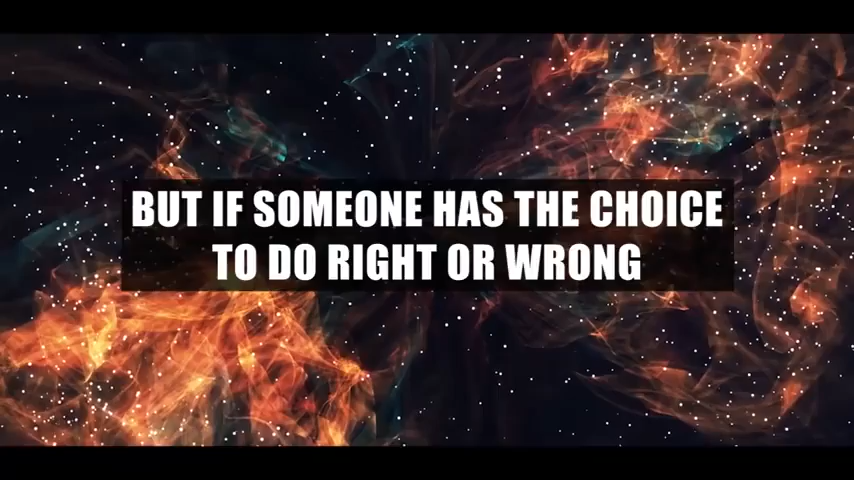 BUT IF SOMEONE HAS THE CHOICE
TO DO RIGHT OR WRONG